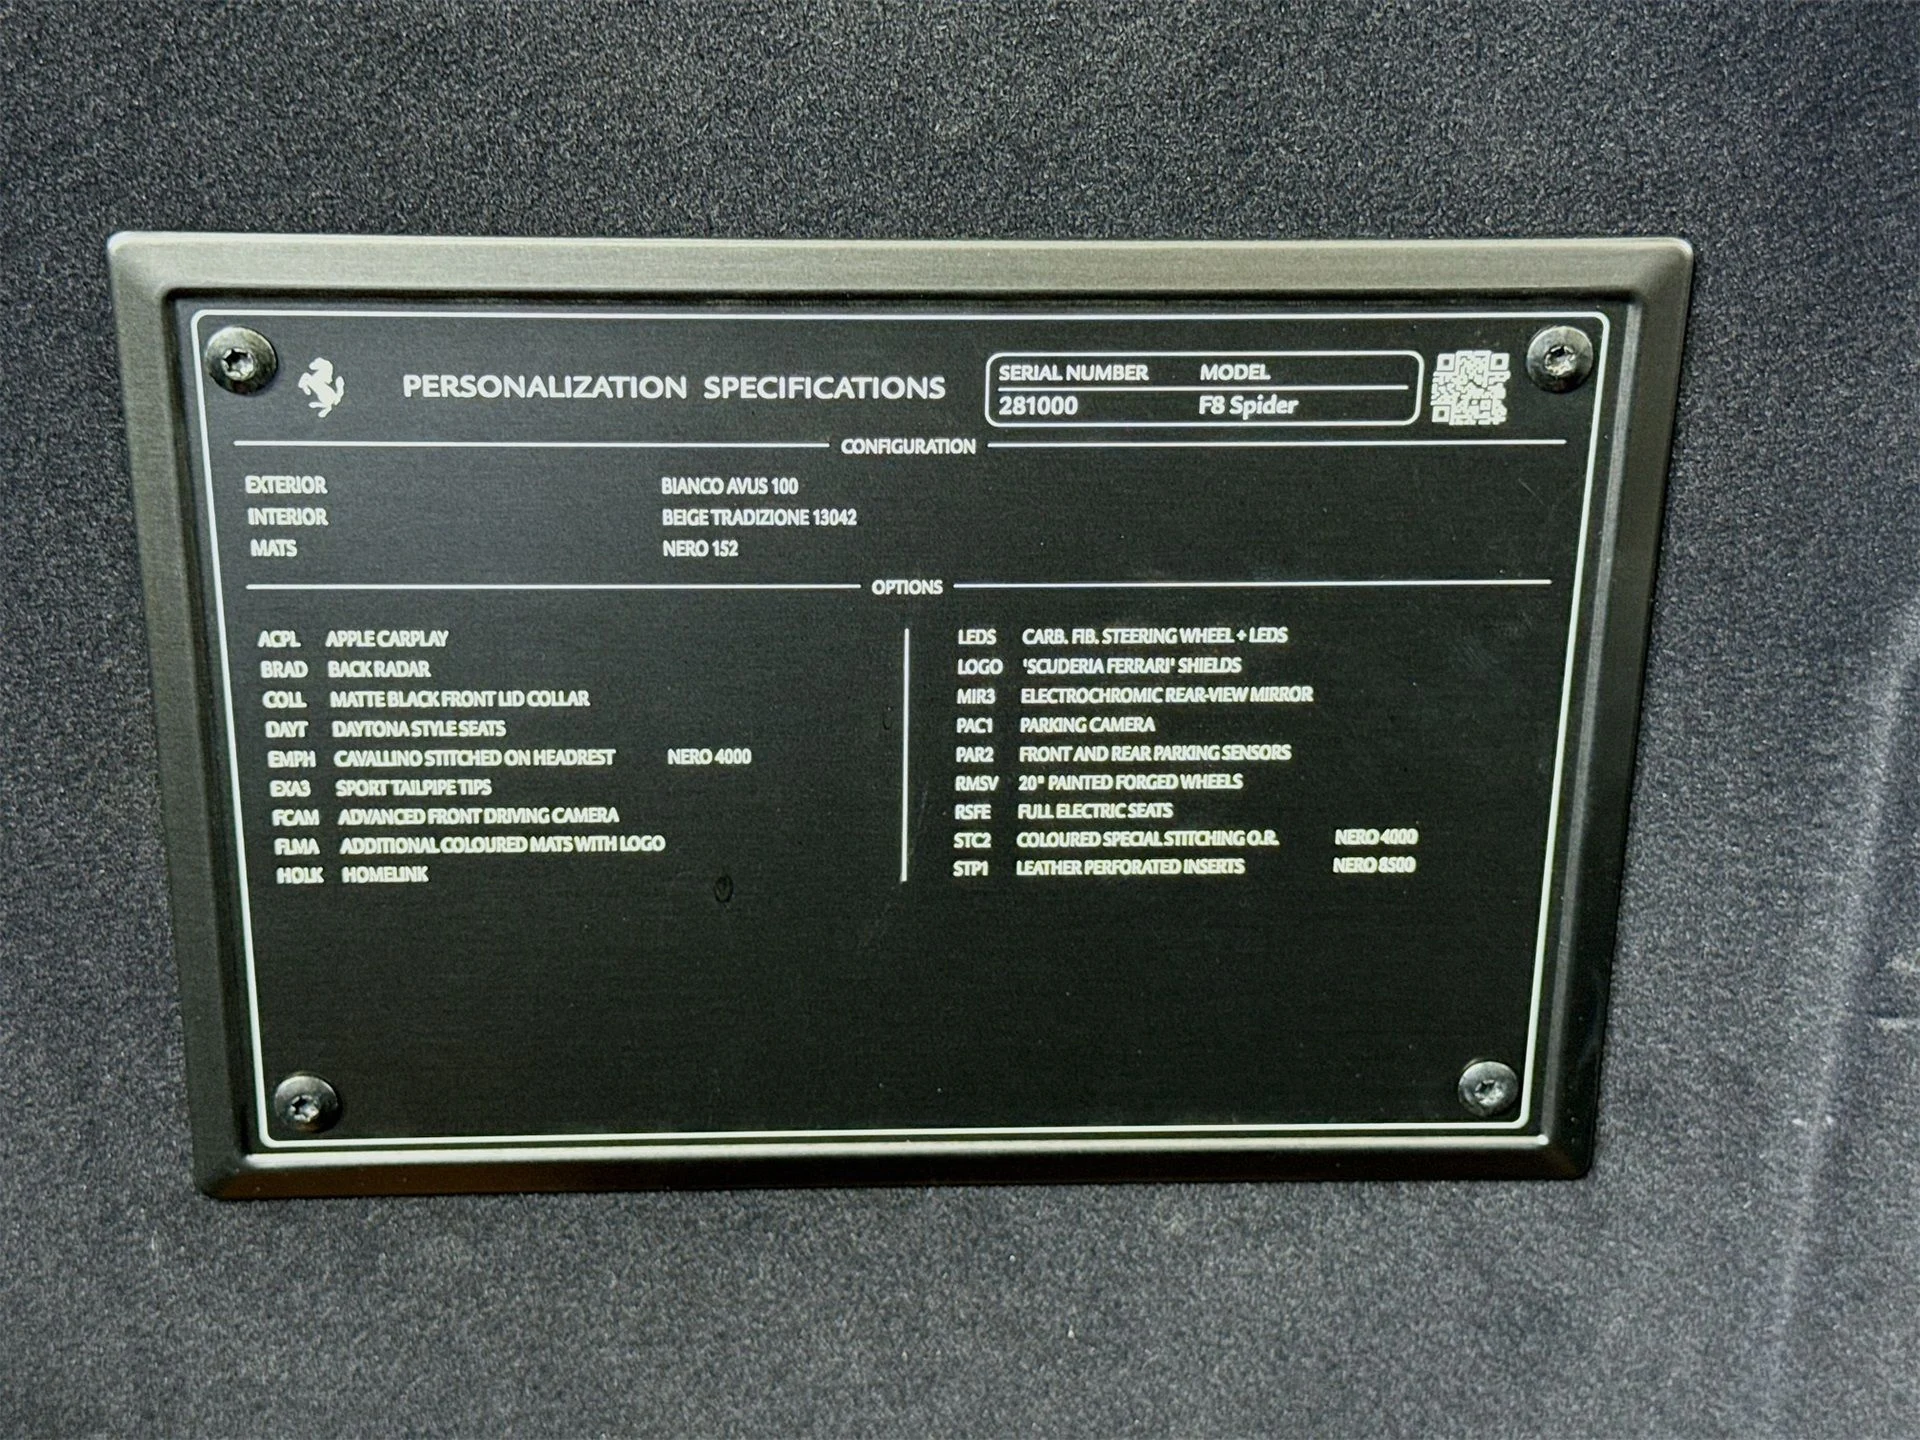 PERSONALIZATION SPECIFICATIONS
SERIAL NUMBER MODEL
281000 F8 Spider
CONFIGURATION
EXTERIOR BIANCO AVUS 100
INTERIOR BEIGE TRADIZIONE 13042
MATS NERO 152
OPTIONS
ACPL APPLE CARPLAY
BRAD BACK RADAR
COLL MATTE BLACK FRONT LID COLLAR
DAYT DAYTONA STYLE SEATS
EMPH CAVALLINO STITCHED ON HEADREST NERO 4000
EXA3 SPORT TAILPIPE TIPS
FCAM ADVANCED FRONT DRIVING CAMERA
FLMA ADDITIONAL COLOURED MATS WITH LOGO
HOLK HOMELINK
LEDS CARB. FIB. STEERING WHEEL + LEDS
LOGO 'SCUDERIA FERRARI' SHIELDS
MIR3 ELECTROCHROMIC REAR-VIEW MIRROR
PAC1 PARKING CAMERA
PAR2 FRONT AND REAR PARKING SENSORS
RMSV 20" PAINTED FORGED WHEELS
RSFE FULL ELECTRIC SEATS
STC2 COLOURED SPECIAL STITCHING O.R. NERO 4000
STP1 LEATHER PERFORATED INSERTS NERO 8500